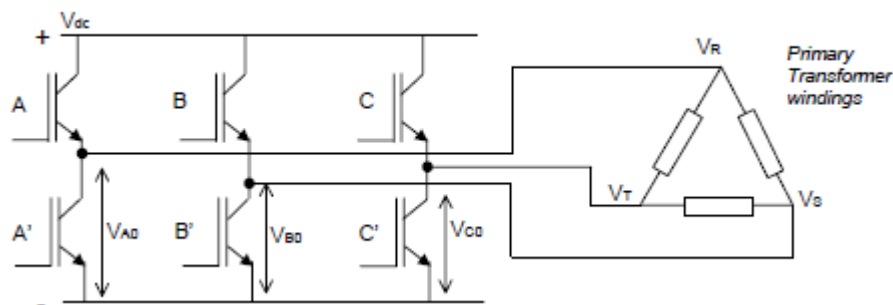 + Vdc
A B C
VR
Primary
Transformer
windings
A' VA0 B' VB0 C' VC0
VT VS
-